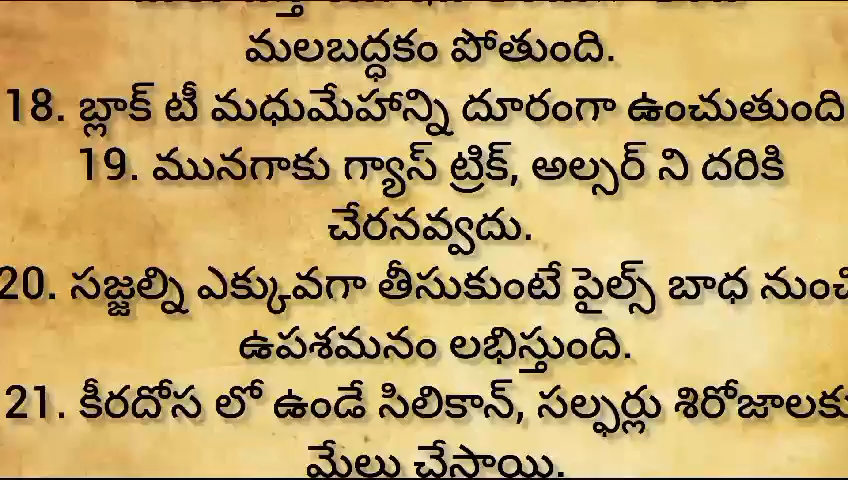 మలబద్ధకం పోతుంది.
18. బ్లాక్ టీ మధుమేహాన్ని దూరంగా ఉంచుతుంది
19. మునగాకు గ్యాస్ ట్రిక్, అల్సర్ ని దరికి
చేరనవ్వదు.
20. సజ్జల్ని ఎక్కువగా తీసుకుంటే పైల్స్ బాధ నుంచి
ఉపశమనం లభిస్తుంది.
21. కీరదోస లో ఉండే సిలికాన్, సల్ఫర్లు శిరోజాలకు
మేలు చేస్తాయి.